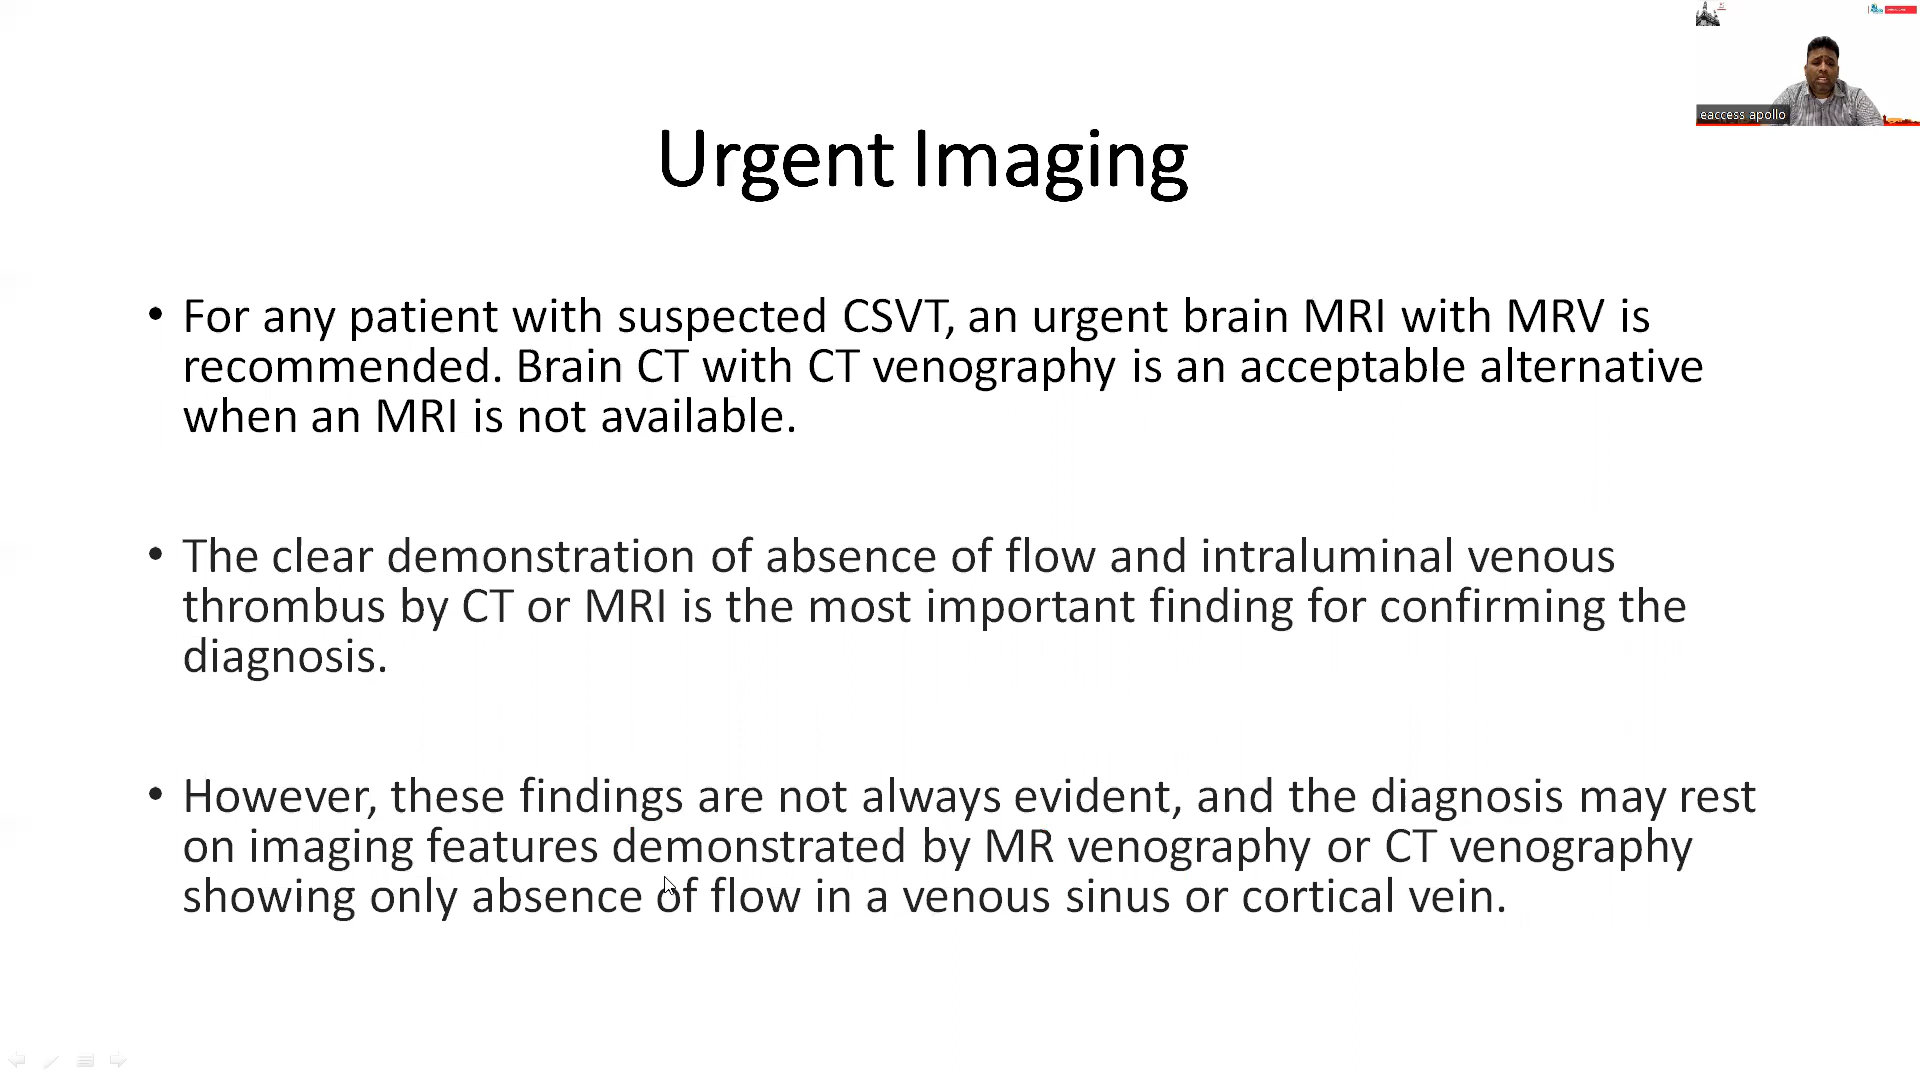 eaccess apollo
Urgent Imaging
• For any patient with suspected CSVT, an urgent brain MRI with MRV is
recommended. Brain CT with CT venography is an acceptable alternative
when an MRI is not available.
• The clear demonstration of absence of flow and intraluminal venous
thrombus by CT or MRI is the most important finding for confirming the
diagnosis.
• However, these findings are not always evident, and the diagnosis may rest
on imaging features demonstrated by MR venography or CT venography
showing only absence of flow in a venous sinus or cortical vein.